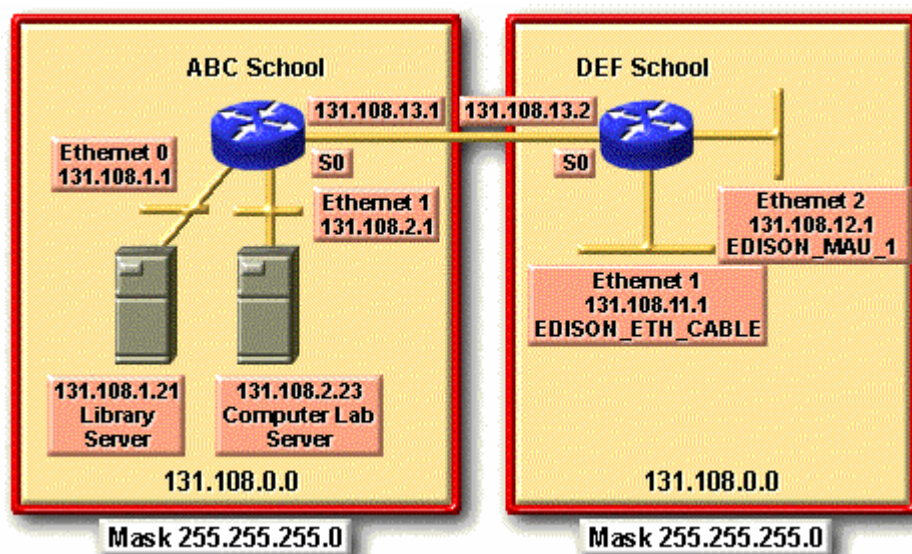 ABC School
131.108.13.1
S0
Ethernet 0
131.108.1.1
Ethernet 1
131.108.2.1
131.108.1.21
Library
Server
131.108.2.23
Computer Lab
Server
131.108.0.0
Mask 255.255.255.0
DEF School
131.108.13.2
S0
Ethernet 2
131.108.12.1
EDISON_MAU_1
Ethernet 1
131.108.11.1
EDISON_ETH_CABLE
131.108.0.0
Mask 255.255.255.0